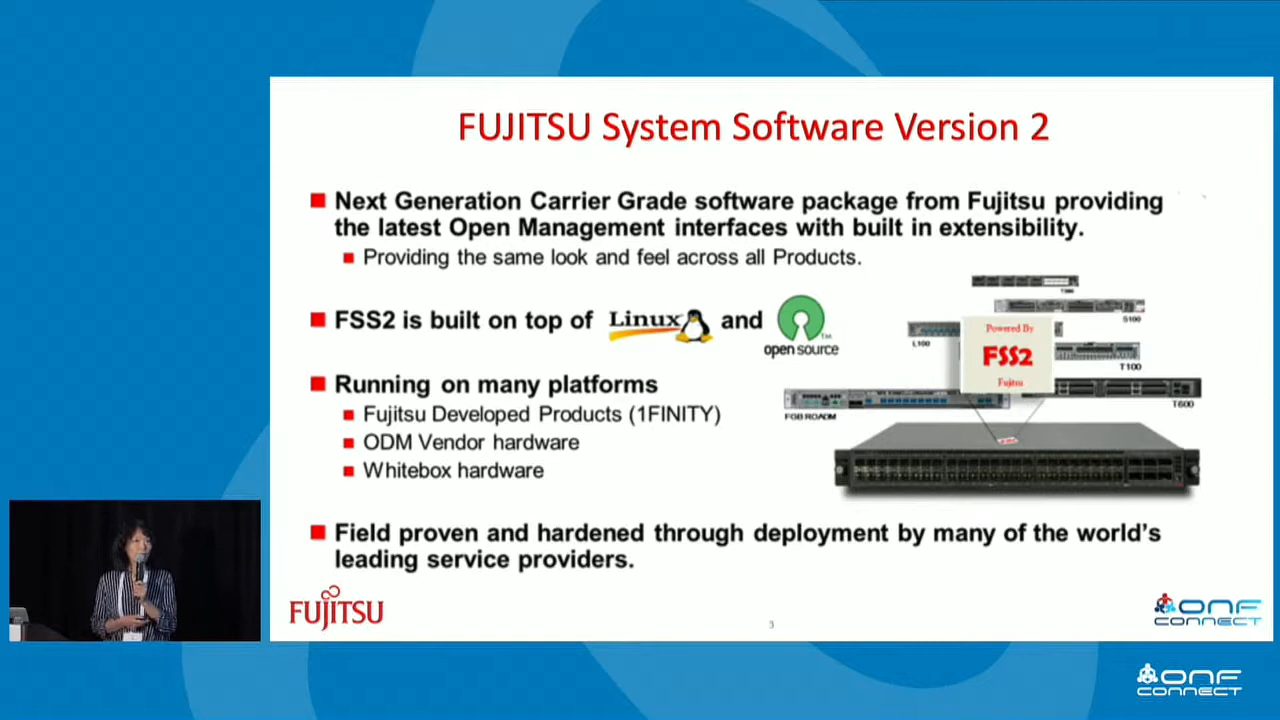 FUJITSU System Software Version 2
Next Generation Carrier Grade software package from Fujitsu providing
the latest Open Management interfaces with built in extensibility.
Providing the same look and feel across all Products.
FSS2 is built on top of Linux and
open source
TM
Running on many platforms
Fujitsu Developed Products (1FINITY)
ODM Vendor hardware
Whitebox hardware
S100
L100
Powered By
FSS2
Fujitsu
T100
T600
FGB ROADM
Field proven and hardened through deployment by many of the world's
leading service providers.
FUJITSU
3
ONF
CONNECT
ONF
CONNECT